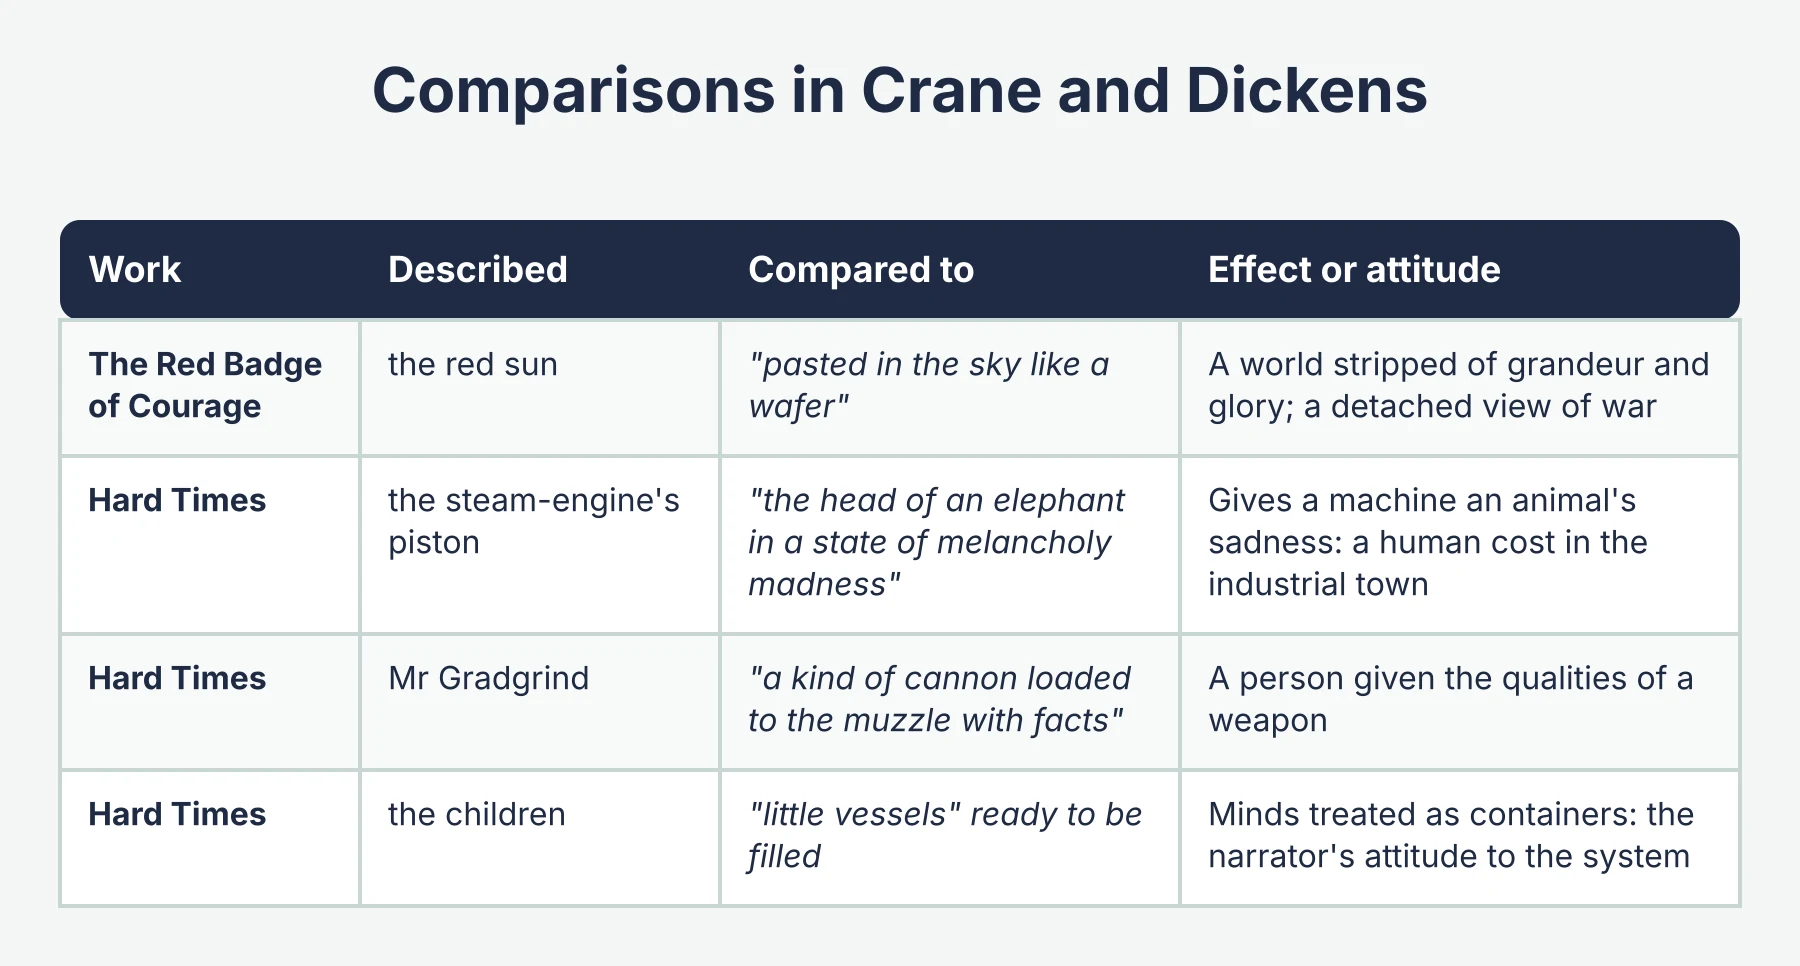 Comparisons in Crane and Dickens
Work
Described
Compared to
Effect or attitude
The Red Badge
of Courage
the red sun
"pasted in the sky like a
wafer"
A world stripped of grandeur and
glory; a detached view of war
Hard Times
the steam-engine's
piston
"the head of an elephant
in a state of melancholy
madness"
Gives a machine an animal's
sadness: a human cost in the
industrial town
Hard Times
Mr Gradgrind
"a kind of cannon loaded
to the muzzle with facts"
A person given the qualities of a
weapon
Hard Times
the children
"little vessels" ready to be
filled
Minds treated as containers: the
narrator's attitude to the system